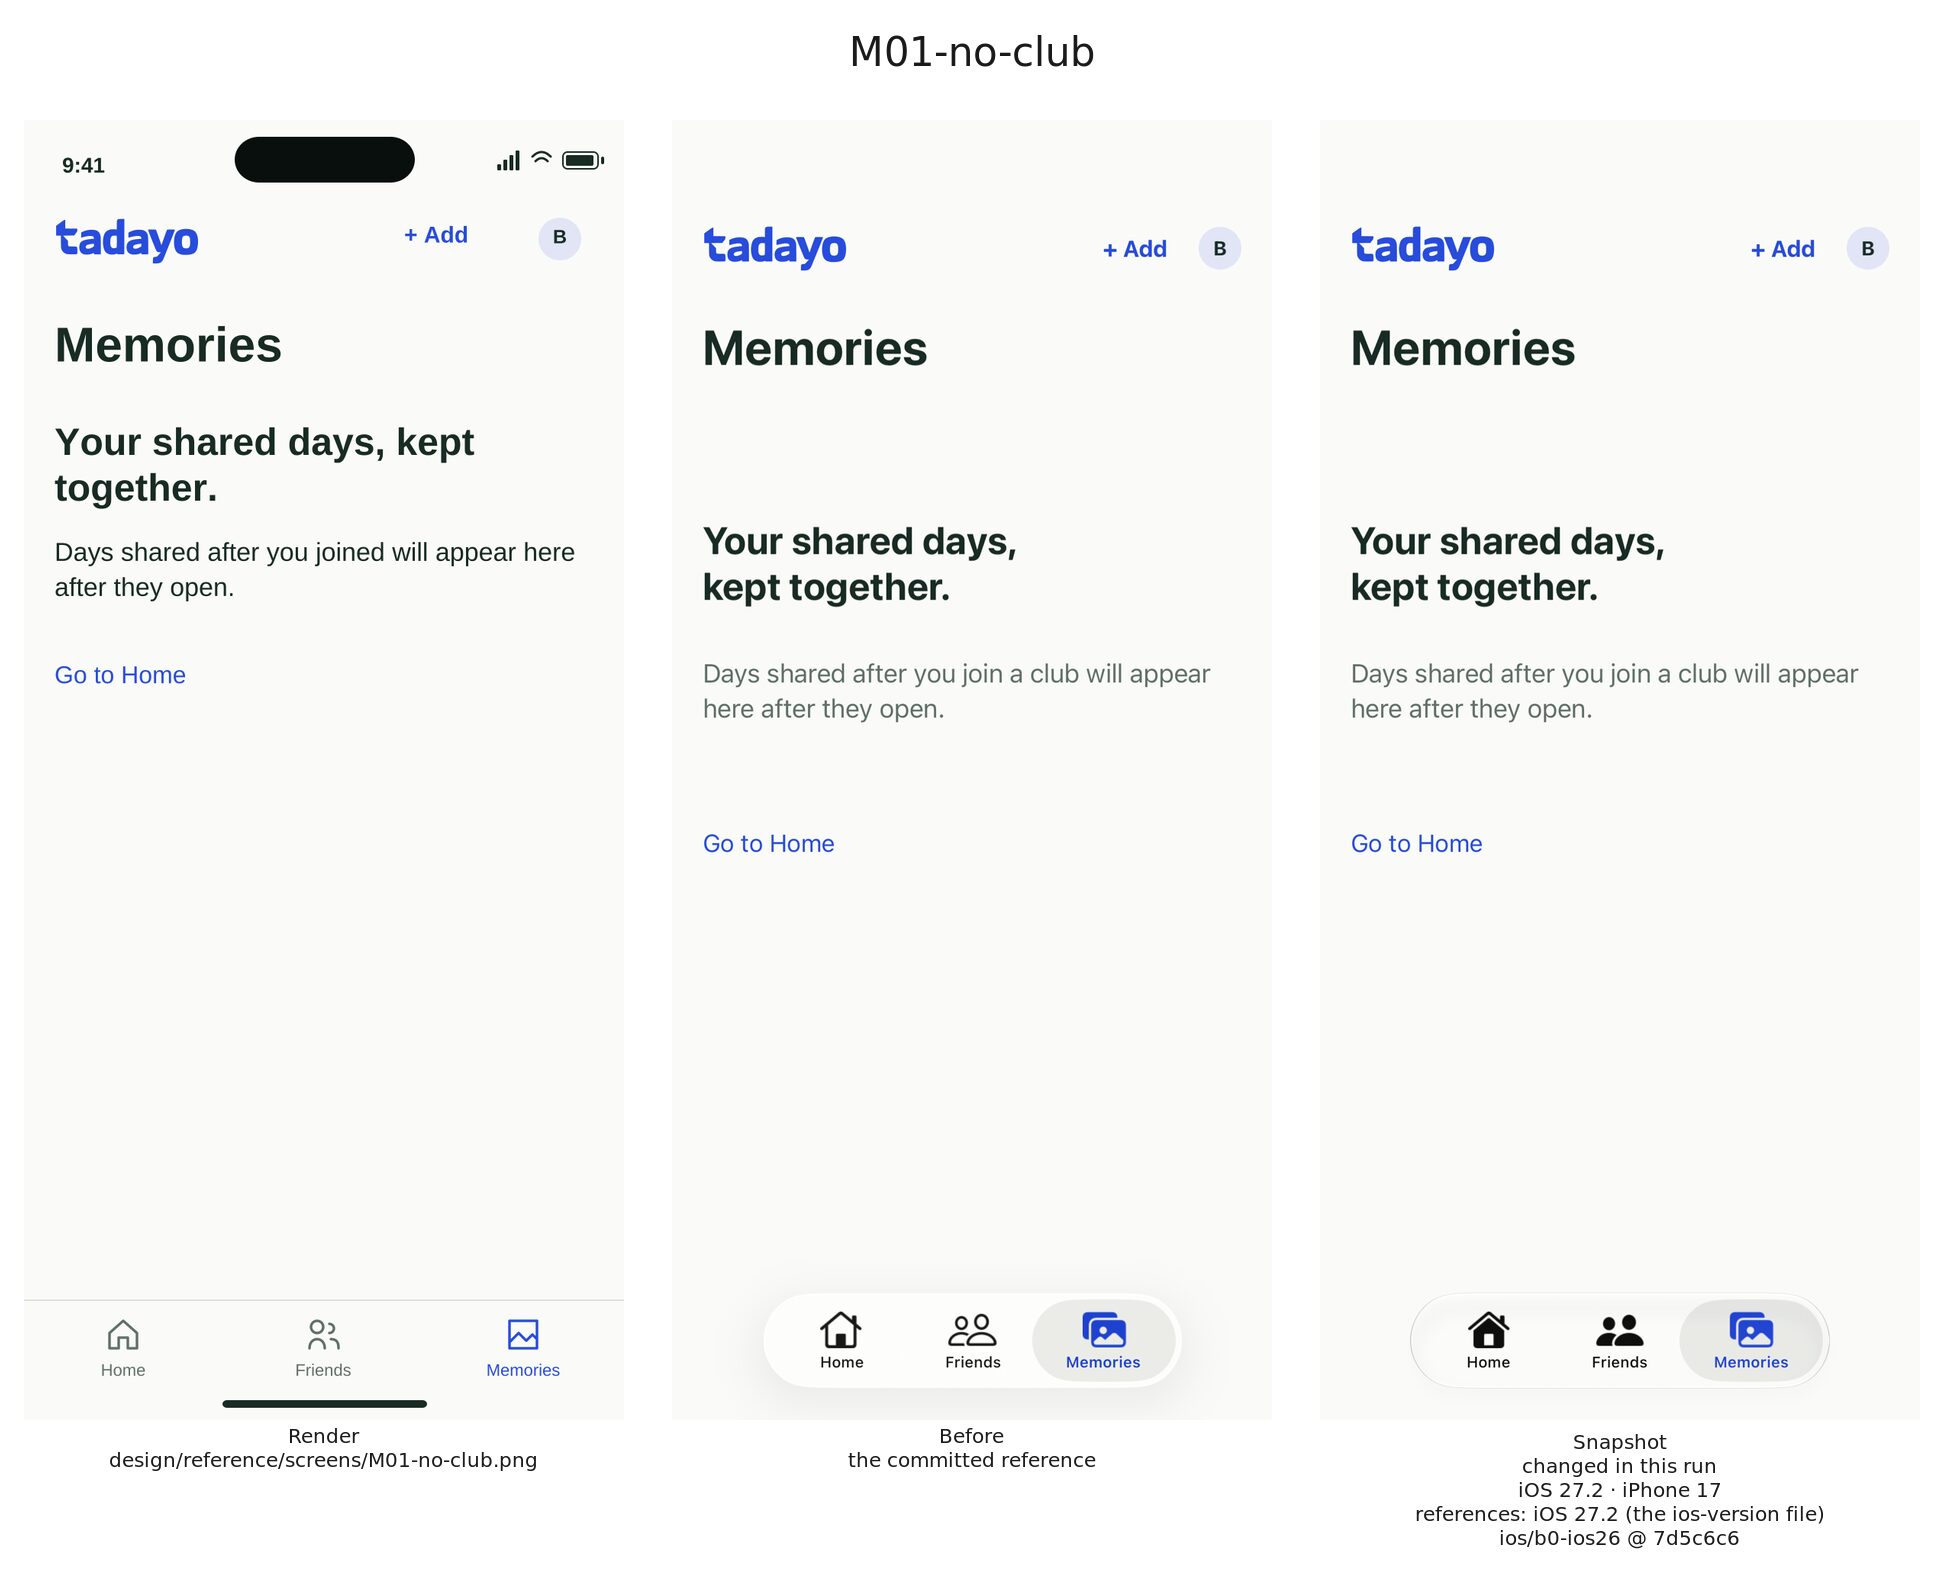 M01-no-club
9:41
tadayo
+ Add
B
Memories
Your shared days, kept
together.
Days shared after you joined will appear here
after they open.
Go to Home
Home
Friends
Memories
Render
design/reference/screens/M01-no-club.png
tadayo
+ Add
B
Memories
Your shared days,
kept together.
Days shared after you join a club will appear
here after they open.
Go to Home
Home
Friends
Memories
Before
the committed reference
tadayo
+ Add
B
Memories
Your shared days,
kept together.
Days shared after you join a club will appear
here after they open.
Go to Home
Home
Friends
Memories
Snapshot
changed in this run
iOS 27.2 · iPhone 17
references: iOS 27.2 (the ios-version file)
ios/b0-ios26 @ 7d5c6c6